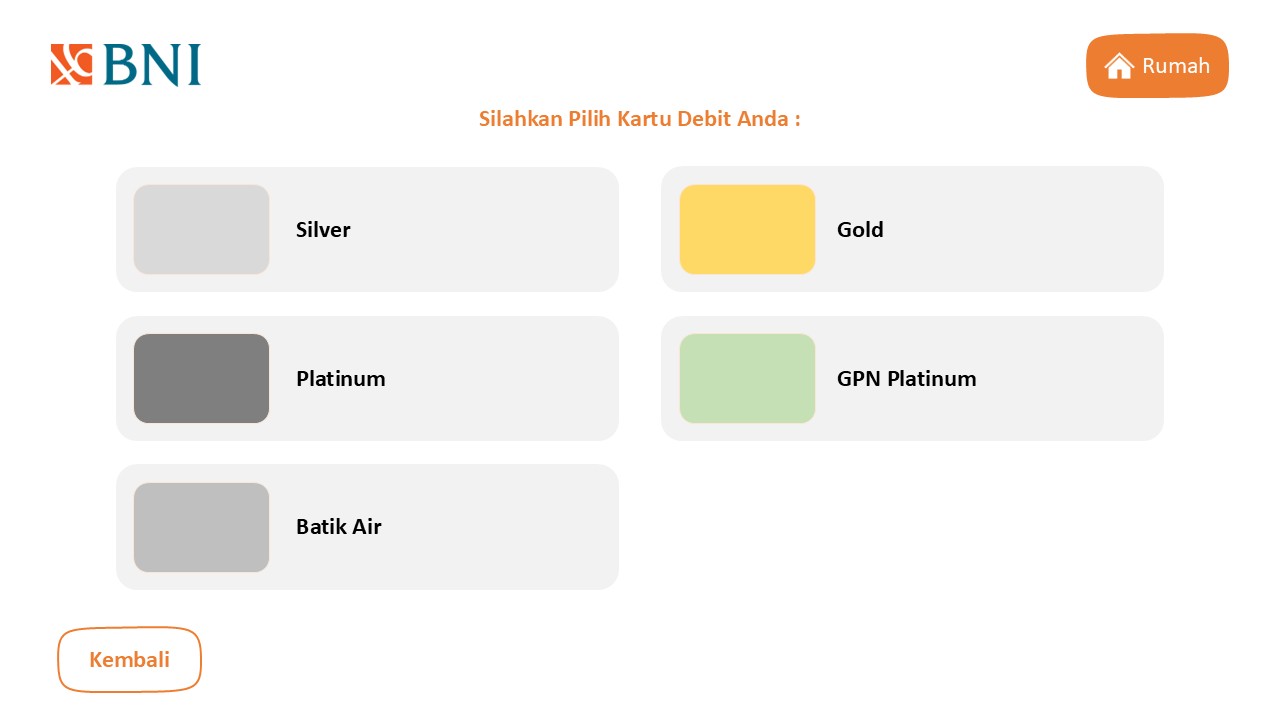 BNI
Rumah
Silahkan Pilih Kartu Debit Anda :
Silver
Gold
Platinum
GPN Platinum
Batik Air
Kembali